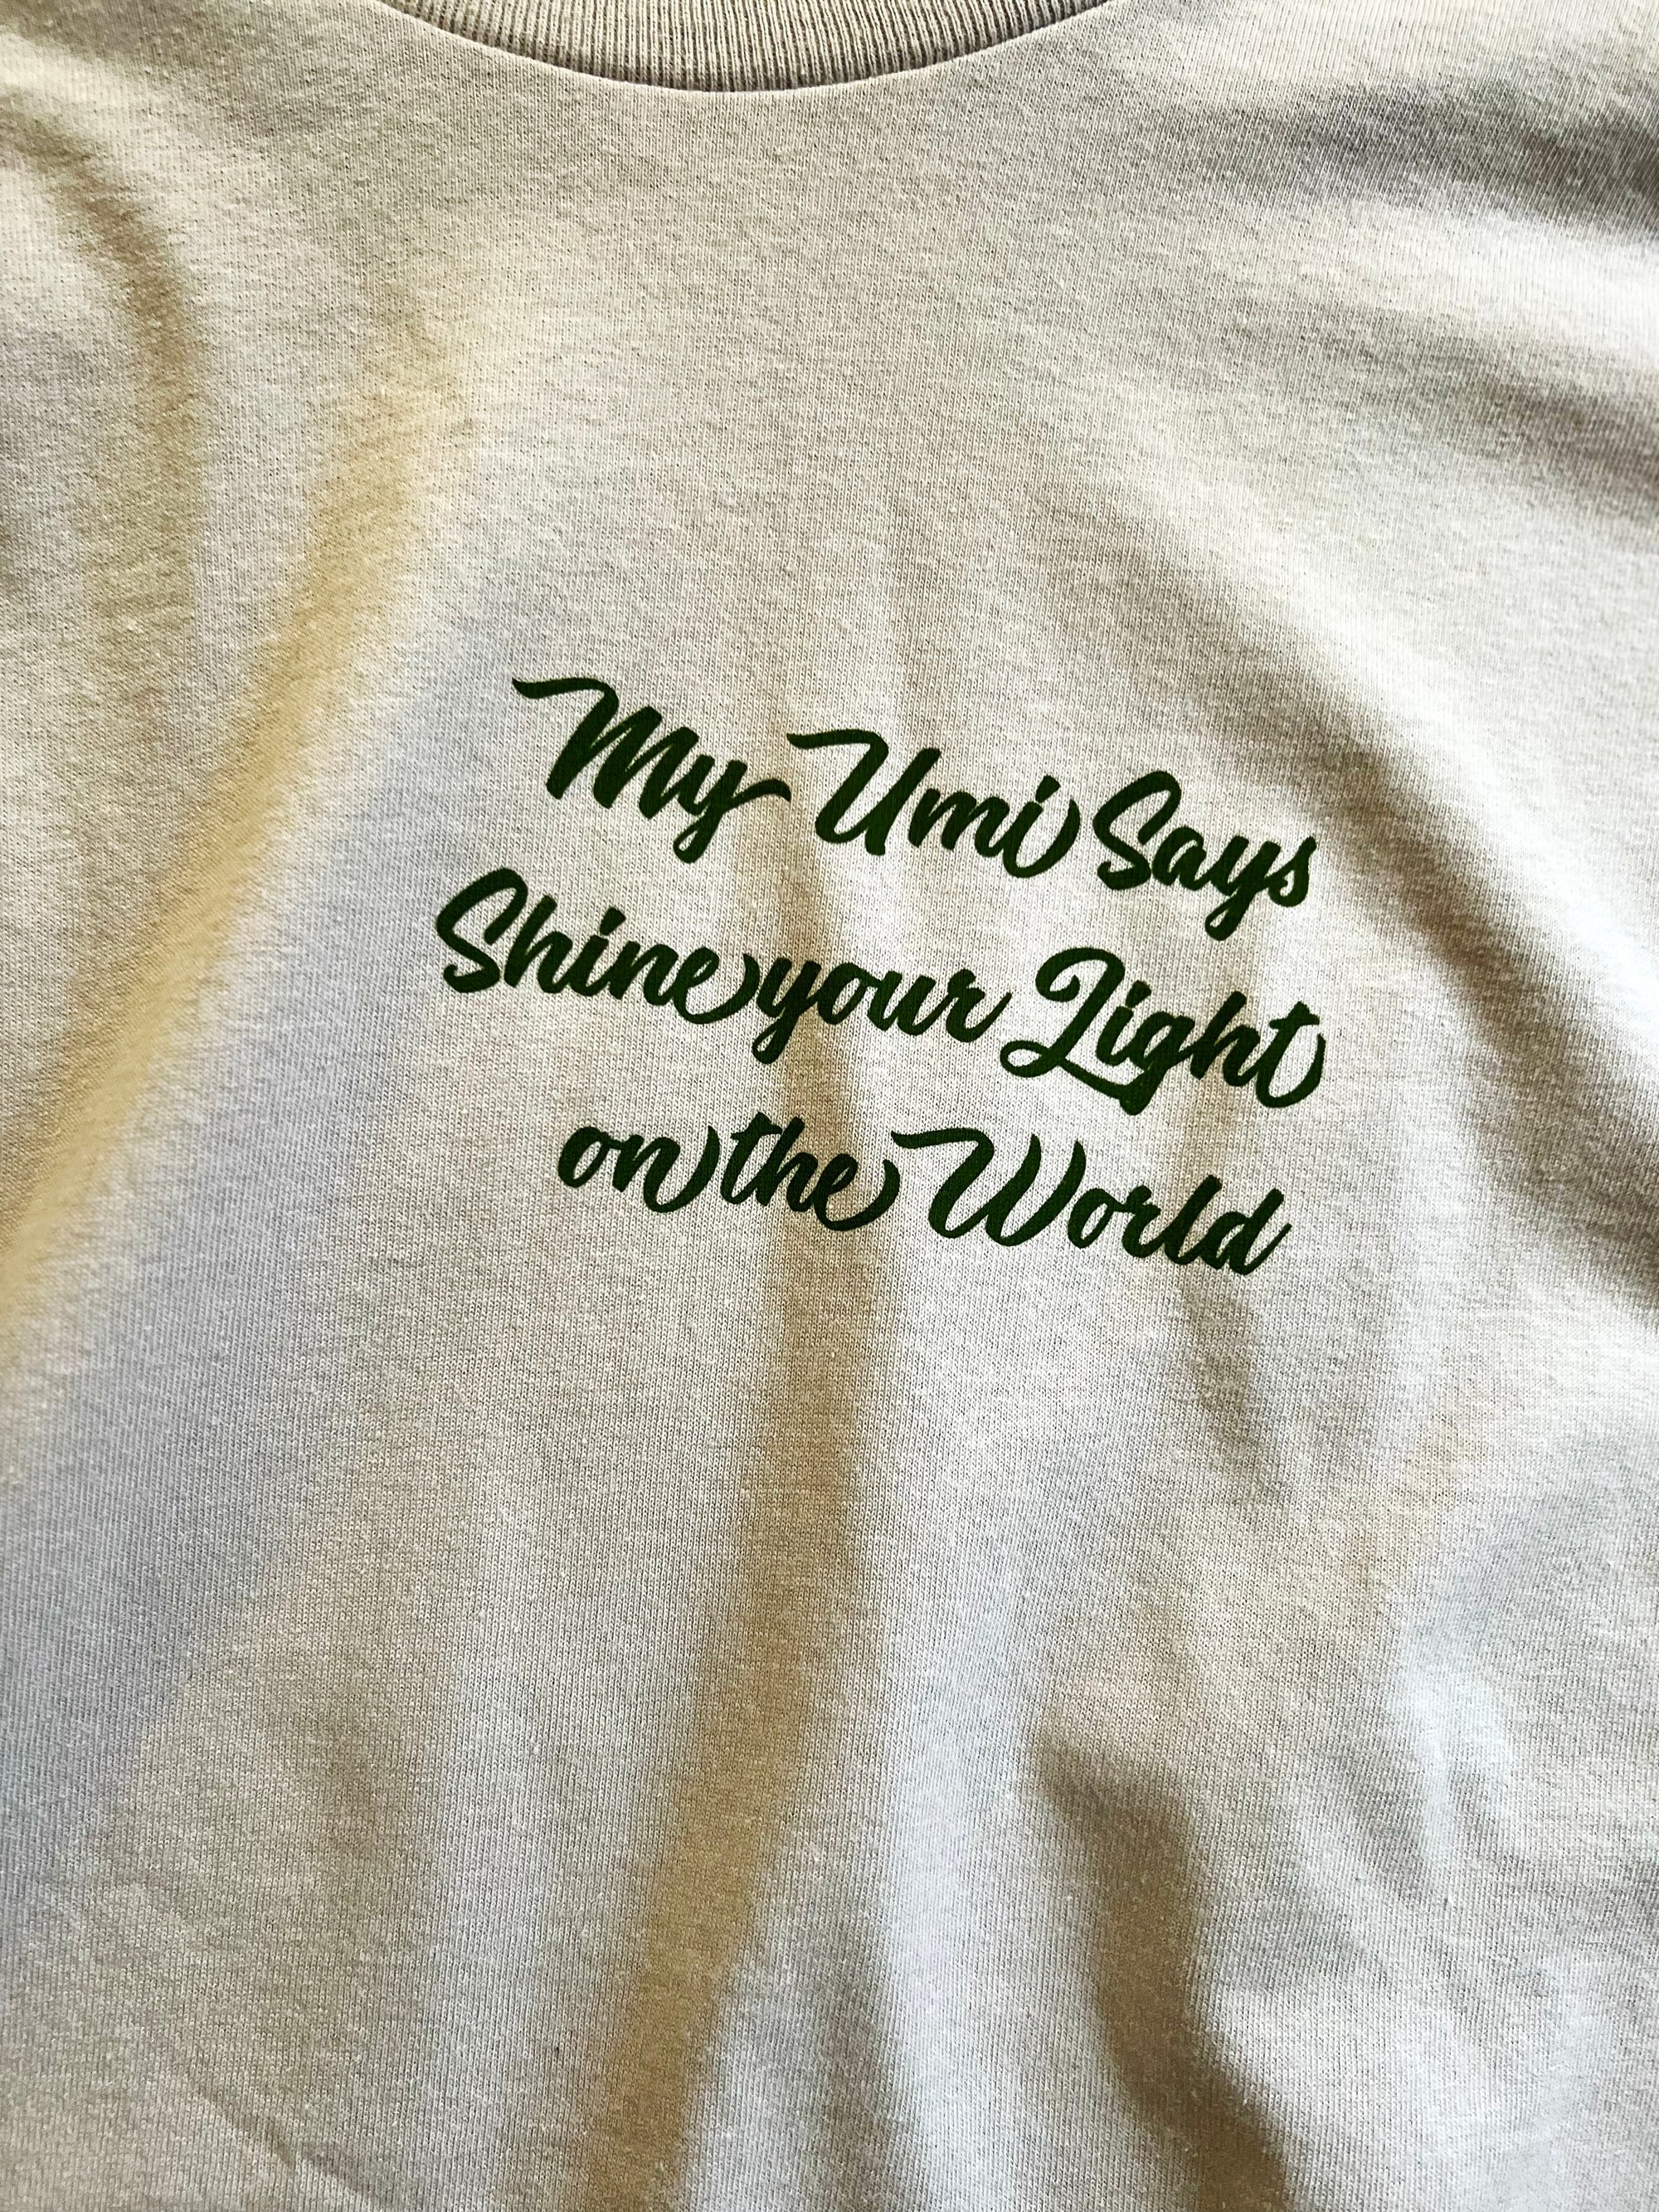 My Umi Says
Shine your Light
on the World